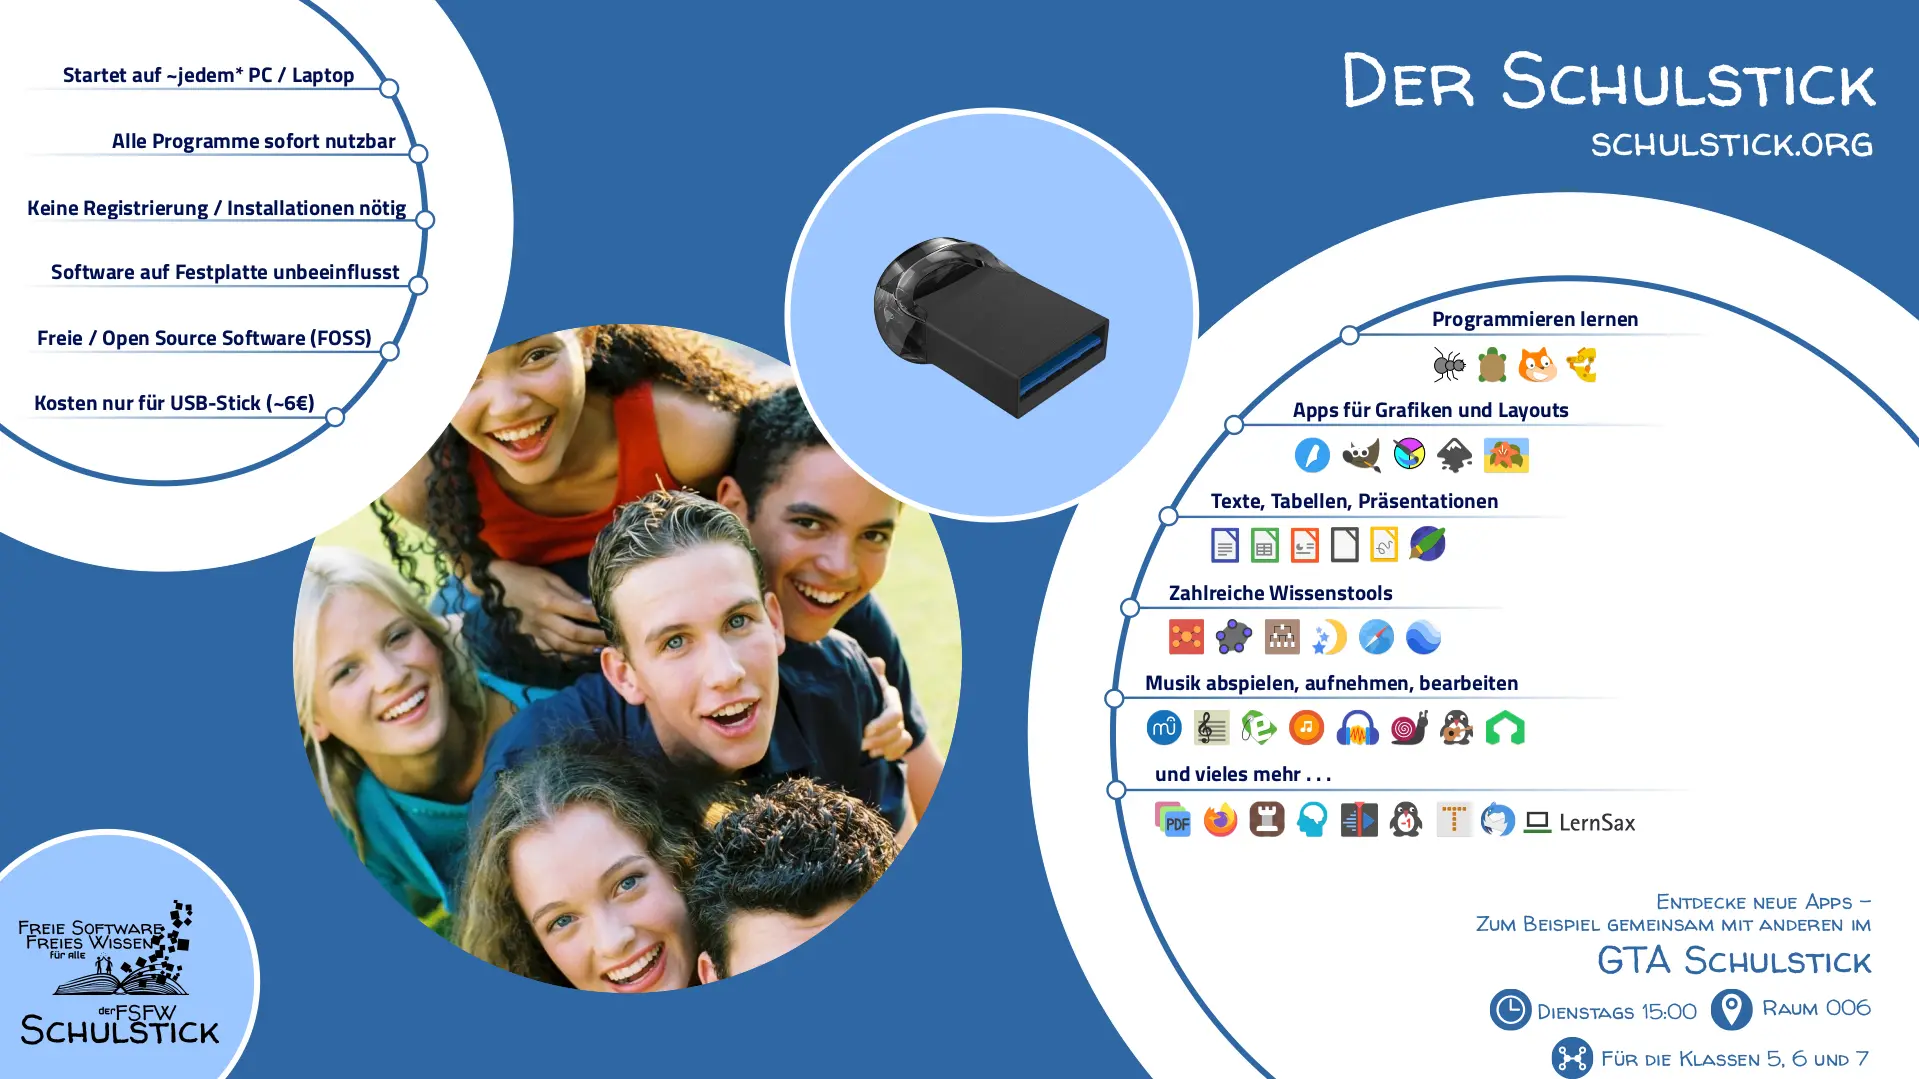 Startet auf ~jedem* PC / Laptop
Alle Programme sofort nutzbar
Keine Registrierung / Installationen nötig
Software auf Festplatte unbeeinflusst
Freie / Open Source Software (FOSS)
Kosten nur für USB-Stick (~6€)
Der Schulstick
schulstick.org
Programmieren lernen
Apps für Grafiken und Layouts
Texte, Tabellen, Präsentationen
Zahlreiche Wissenstools
Musik abspielen, aufnehmen, bearbeiten
mû
e
und vieles mehr . . .
PDF
-1
T
LernSax
Entdecke neue Apps –
Zum Beispiel gemeinsam mit anderen im
GTA Schulstick
Dienstags 15:00
Raum 006
Für die Klassen 5, 6 und 7
Freie Software
Freies Wissen
für alle
der FSFW
Schulstick